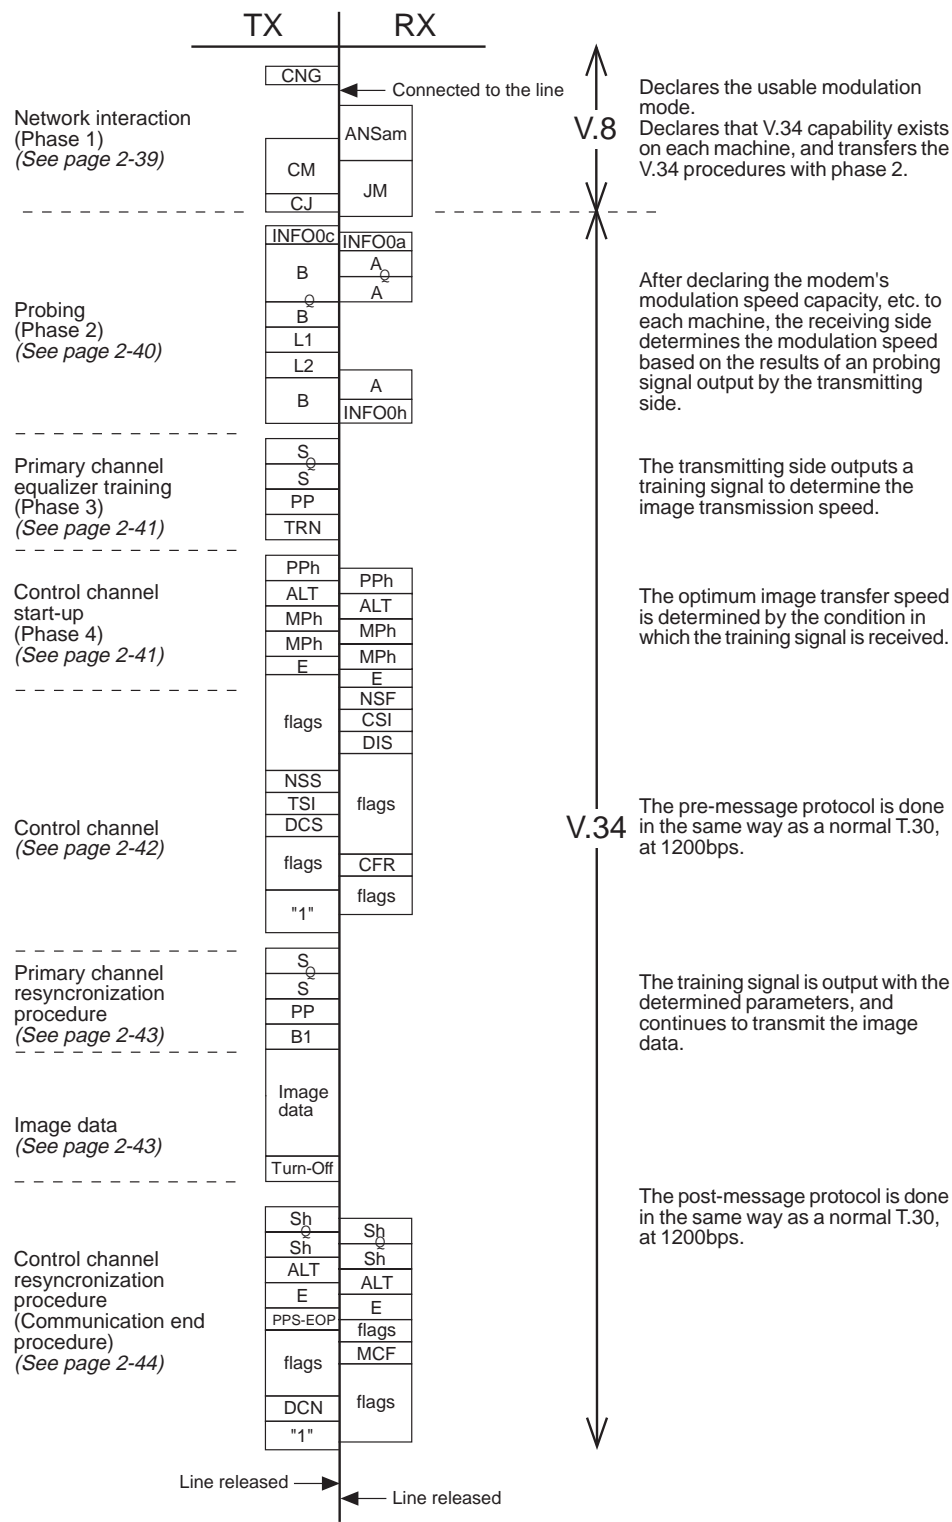 TX
RX
CNG
Connected to the line
Network interaction
(Phase 1)
(See page 2-39)
ANSam
CM
JM
CJ
V.8
Declares the usable modulation
mode.
Declares that V.34 capability exists
on each machine, and transfers the
V.34 procedures with phase 2.
INFO0c
INFO0a
B
A
Q
A
Q
B
L1
L2
B
A
INFO0h
Probing
(Phase 2)
(See page 2-40)
After declaring the modem's
modulation speed capacity, etc. to
each machine, the receiving side
determines the modulation speed
based on the results of an probing
signal output by the transmitting
side.
Primary channel
equalizer training
(Phase 3)
(See page 2-41)
S
Q
S
PP
TRN
The transmitting side outputs a
training signal to determine the
image transmission speed.
Control channel
start-up
(Phase 4)
(See page 2-41)
PPh
ALT
MPh
MPh
E
PPh
ALT
MPh
MPh
E
The optimum image transfer speed
is determined by the condition in
which the training signal is received.
flags
NSF
CSI
DIS
NSS
TSI
DCS
flags
flags
CFR
flags
"1"
Control channel
(See page 2-42)
V.34
The pre-message protocol is done
in the same way as a normal T.30,
at 1200bps.
Primary channel
resyncronization
procedure
(See page 2-43)
S
Q
S
PP
B1
The training signal is output with the
determined parameters, and
continues to transmit the image
data.
Image data
(See page 2-43)
Image
data
Turn-Off
The post-message protocol is done
in the same way as a normal T.30,
at 1200bps.
Control channel
resyncronization
procedure
(Communication end
procedure)
(See page 2-44)
Sh
Q
Sh
ALT
E
PPS-EOP
flags
DCN
"1"
Sh
Q
Sh
ALT
E
flags
MCF
flags
Line released
Line released